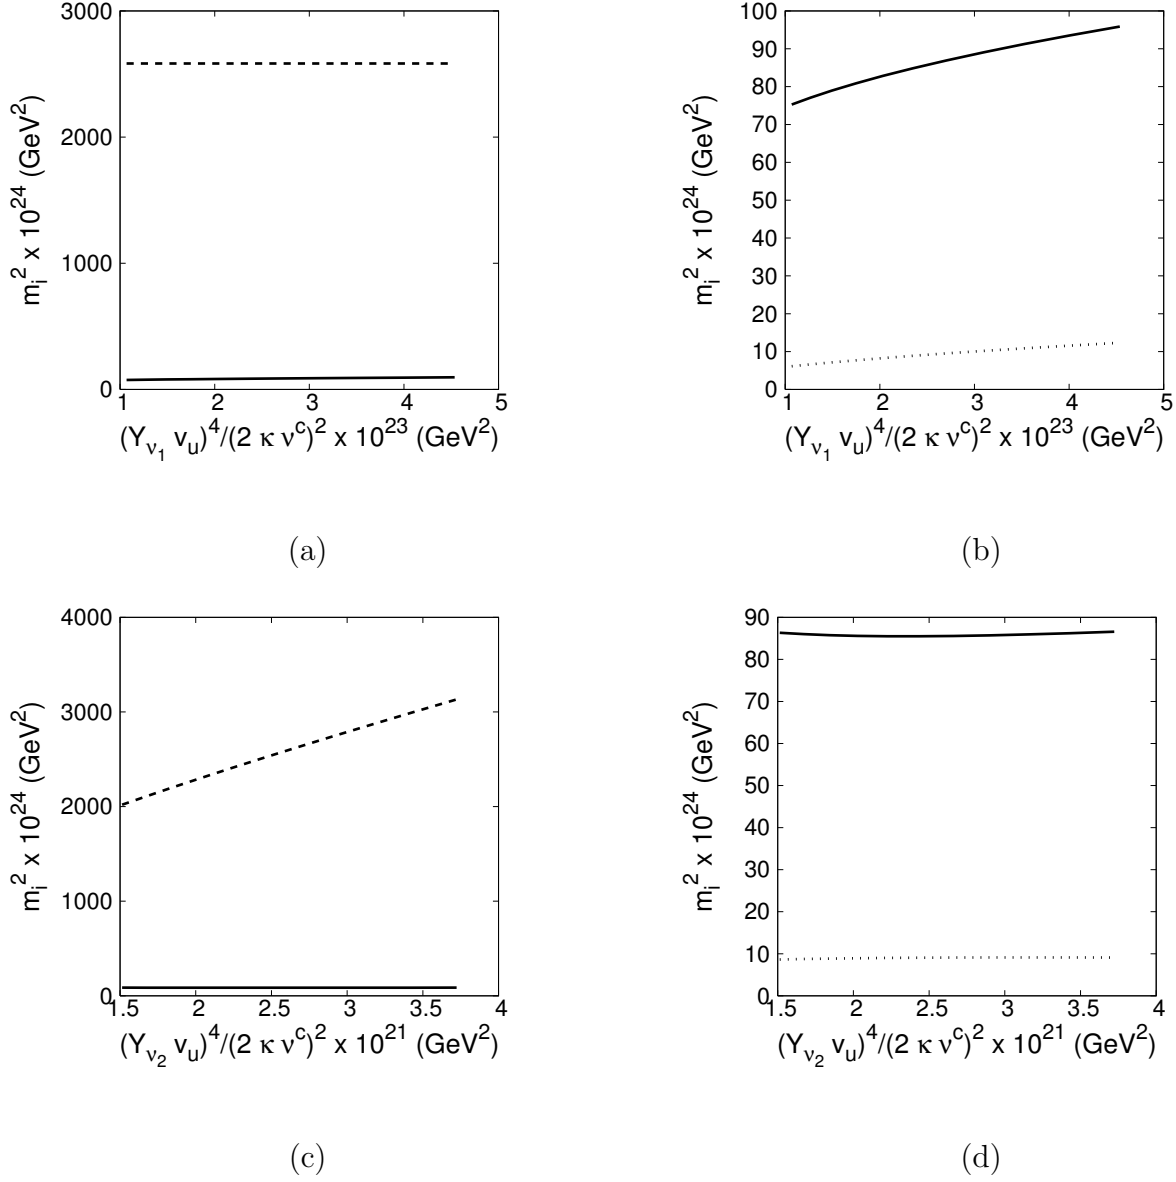 3000
2000
1000
0
m_i^2 x 10^24 (GeV^2)
1 2 3 4 5
(Y_ν1 v_u)^4/(2 κ ν^c)^2 x 10^23 (GeV^2)
(a)
100
90
80
70
60
50
40
30
20
10
0
m_i^2 x 10^24 (GeV^2)
1 2 3 4 5
(Y_ν1 v_u)^4/(2 κ ν^c)^2 x 10^23 (GeV^2)
(b)
4000
3000
2000
1000
0
m_i^2 x 10^24 (GeV^2)
1.5 2 2.5 3 3.5 4
(Y_ν2 v_u)^4/(2 κ ν^c)^2 x 10^21 (GeV^2)
(c)
90
80
70
60
50
40
30
20
10
0
m_i^2 x 10^24 (GeV^2)
1.5 2 2.5 3 3.5 4
(Y_ν2 v_u)^4/(2 κ ν^c)^2 x 10^21 (GeV^2)
(d)